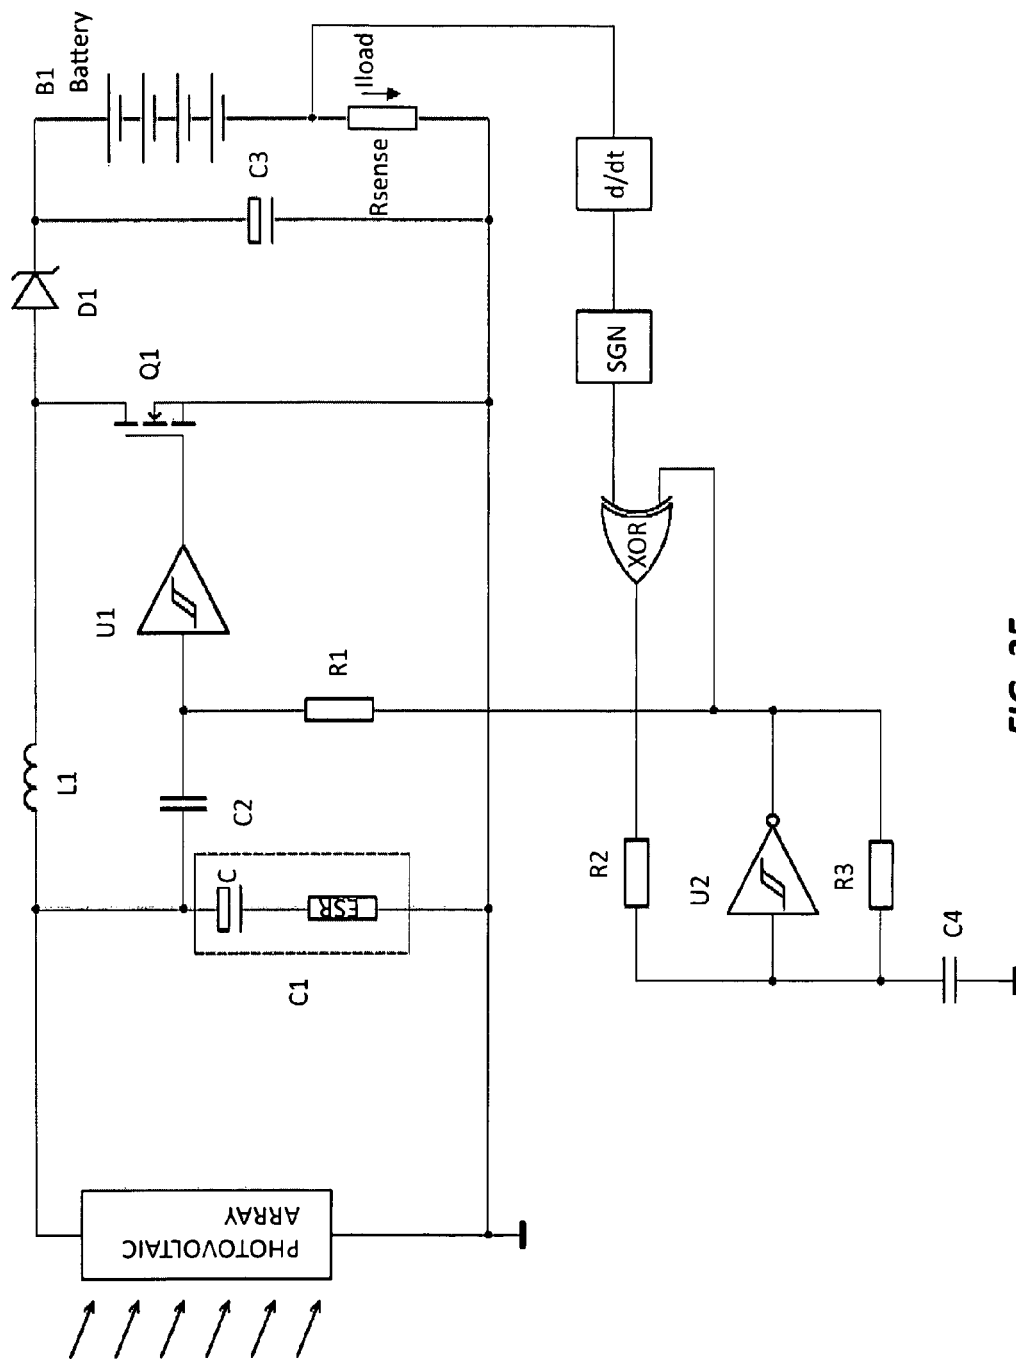 B1
Battery
Iload
Rsense
C3
D1
Q1
U1
R1
L1
C2
C
ESR
C1
PHOTOVOLTAIC
ARRAY
d/dt
SGN
XOR
R2
U2
R3
C4